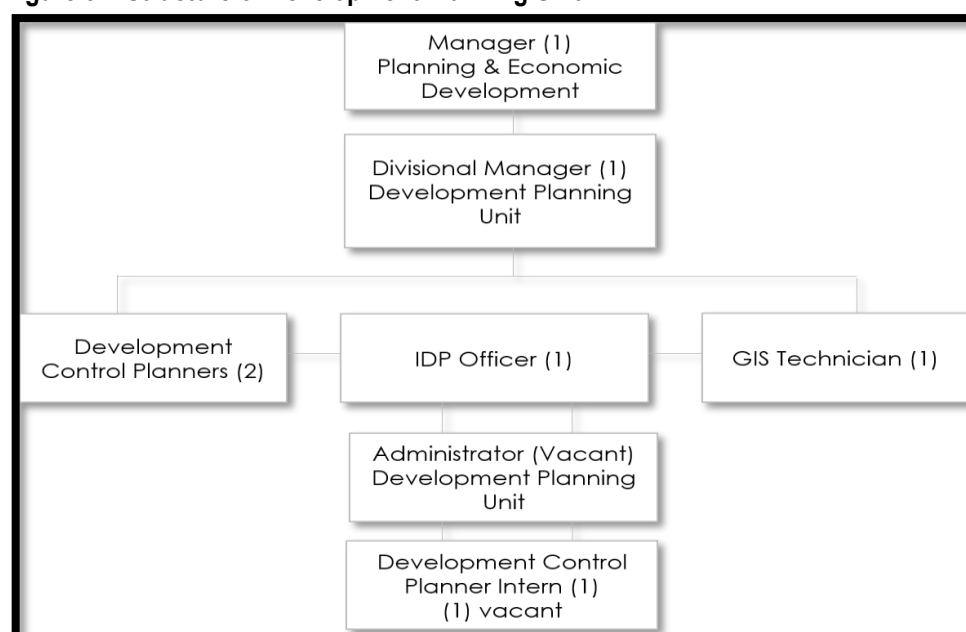 Manager (1)
Planning & Economic
Development
Divisional Manager (1)
Development Planning
Unit
Development
Control Planners (2)
IDP Officer (1)
GIS Technician (1)
Administrator (Vacant)
Development Planning
Unit
Development Control
Planner Intern (1)
(1) vacant